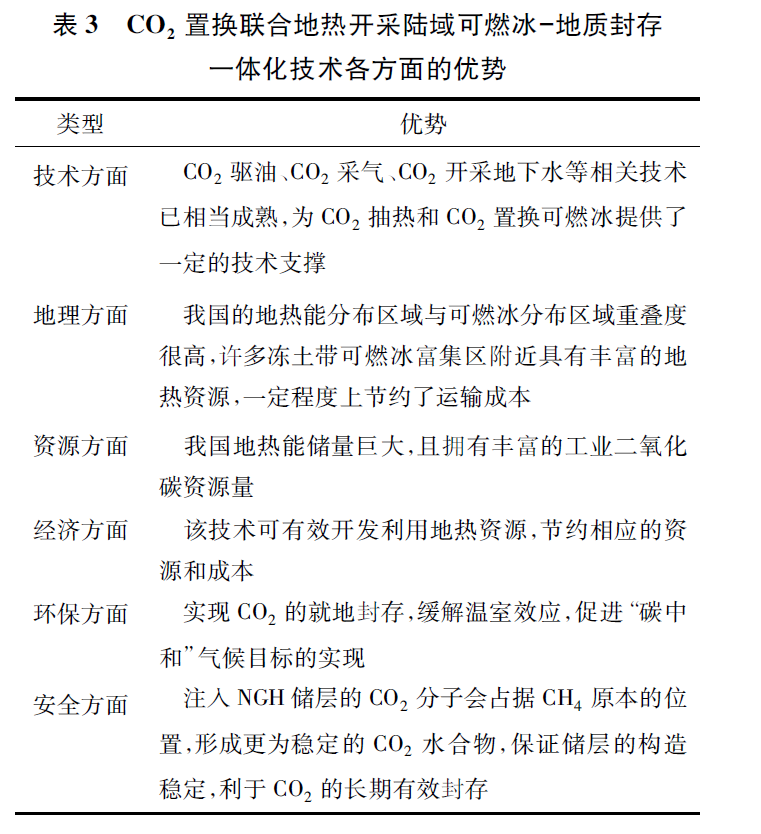 表 3 CO₂ 置换联合地热开采陆域可燃冰-地质封存
一体化技术各方面的优势
类型 优势
技术方面 CO₂ 驱油、CO₂ 采气、CO₂ 开采地下水等相关技术
已相当成熟,为 CO₂ 抽热和 CO₂ 置换可燃冰提供了
一定的技术支撑
地理方面 我国的地热能分布区域与可燃冰分布区域重叠度
很高,许多冻土带可燃冰富集区附近具有丰富的地
热资源,一定程度上节约了运输成本
资源方面 我国地热能储量巨大,且拥有丰富的工业二氧化
碳资源量
经济方面 该技术可有效开发利用地热资源,节约相应的资
源和成本
环保方面 实现 CO₂ 的就地封存,缓解温室效应,促进“碳中
和”气候目标的实现
安全方面 注入 NGH 储层的 CO₂ 分子会占据 CH₄ 原本的位
置,形成更为稳定的 CO₂ 水合物,保证储层的构造
稳定,利于 CO₂ 的长期有效封存